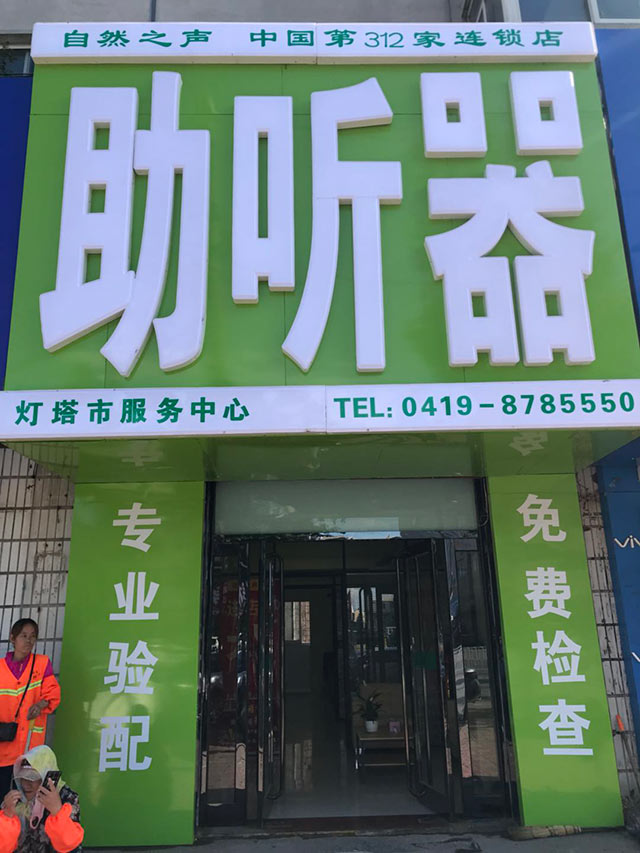 自然之声 中国第312家连锁店
助听器
灯塔市服务中心 TEL: 0419-8785550
专业验配
免费检查